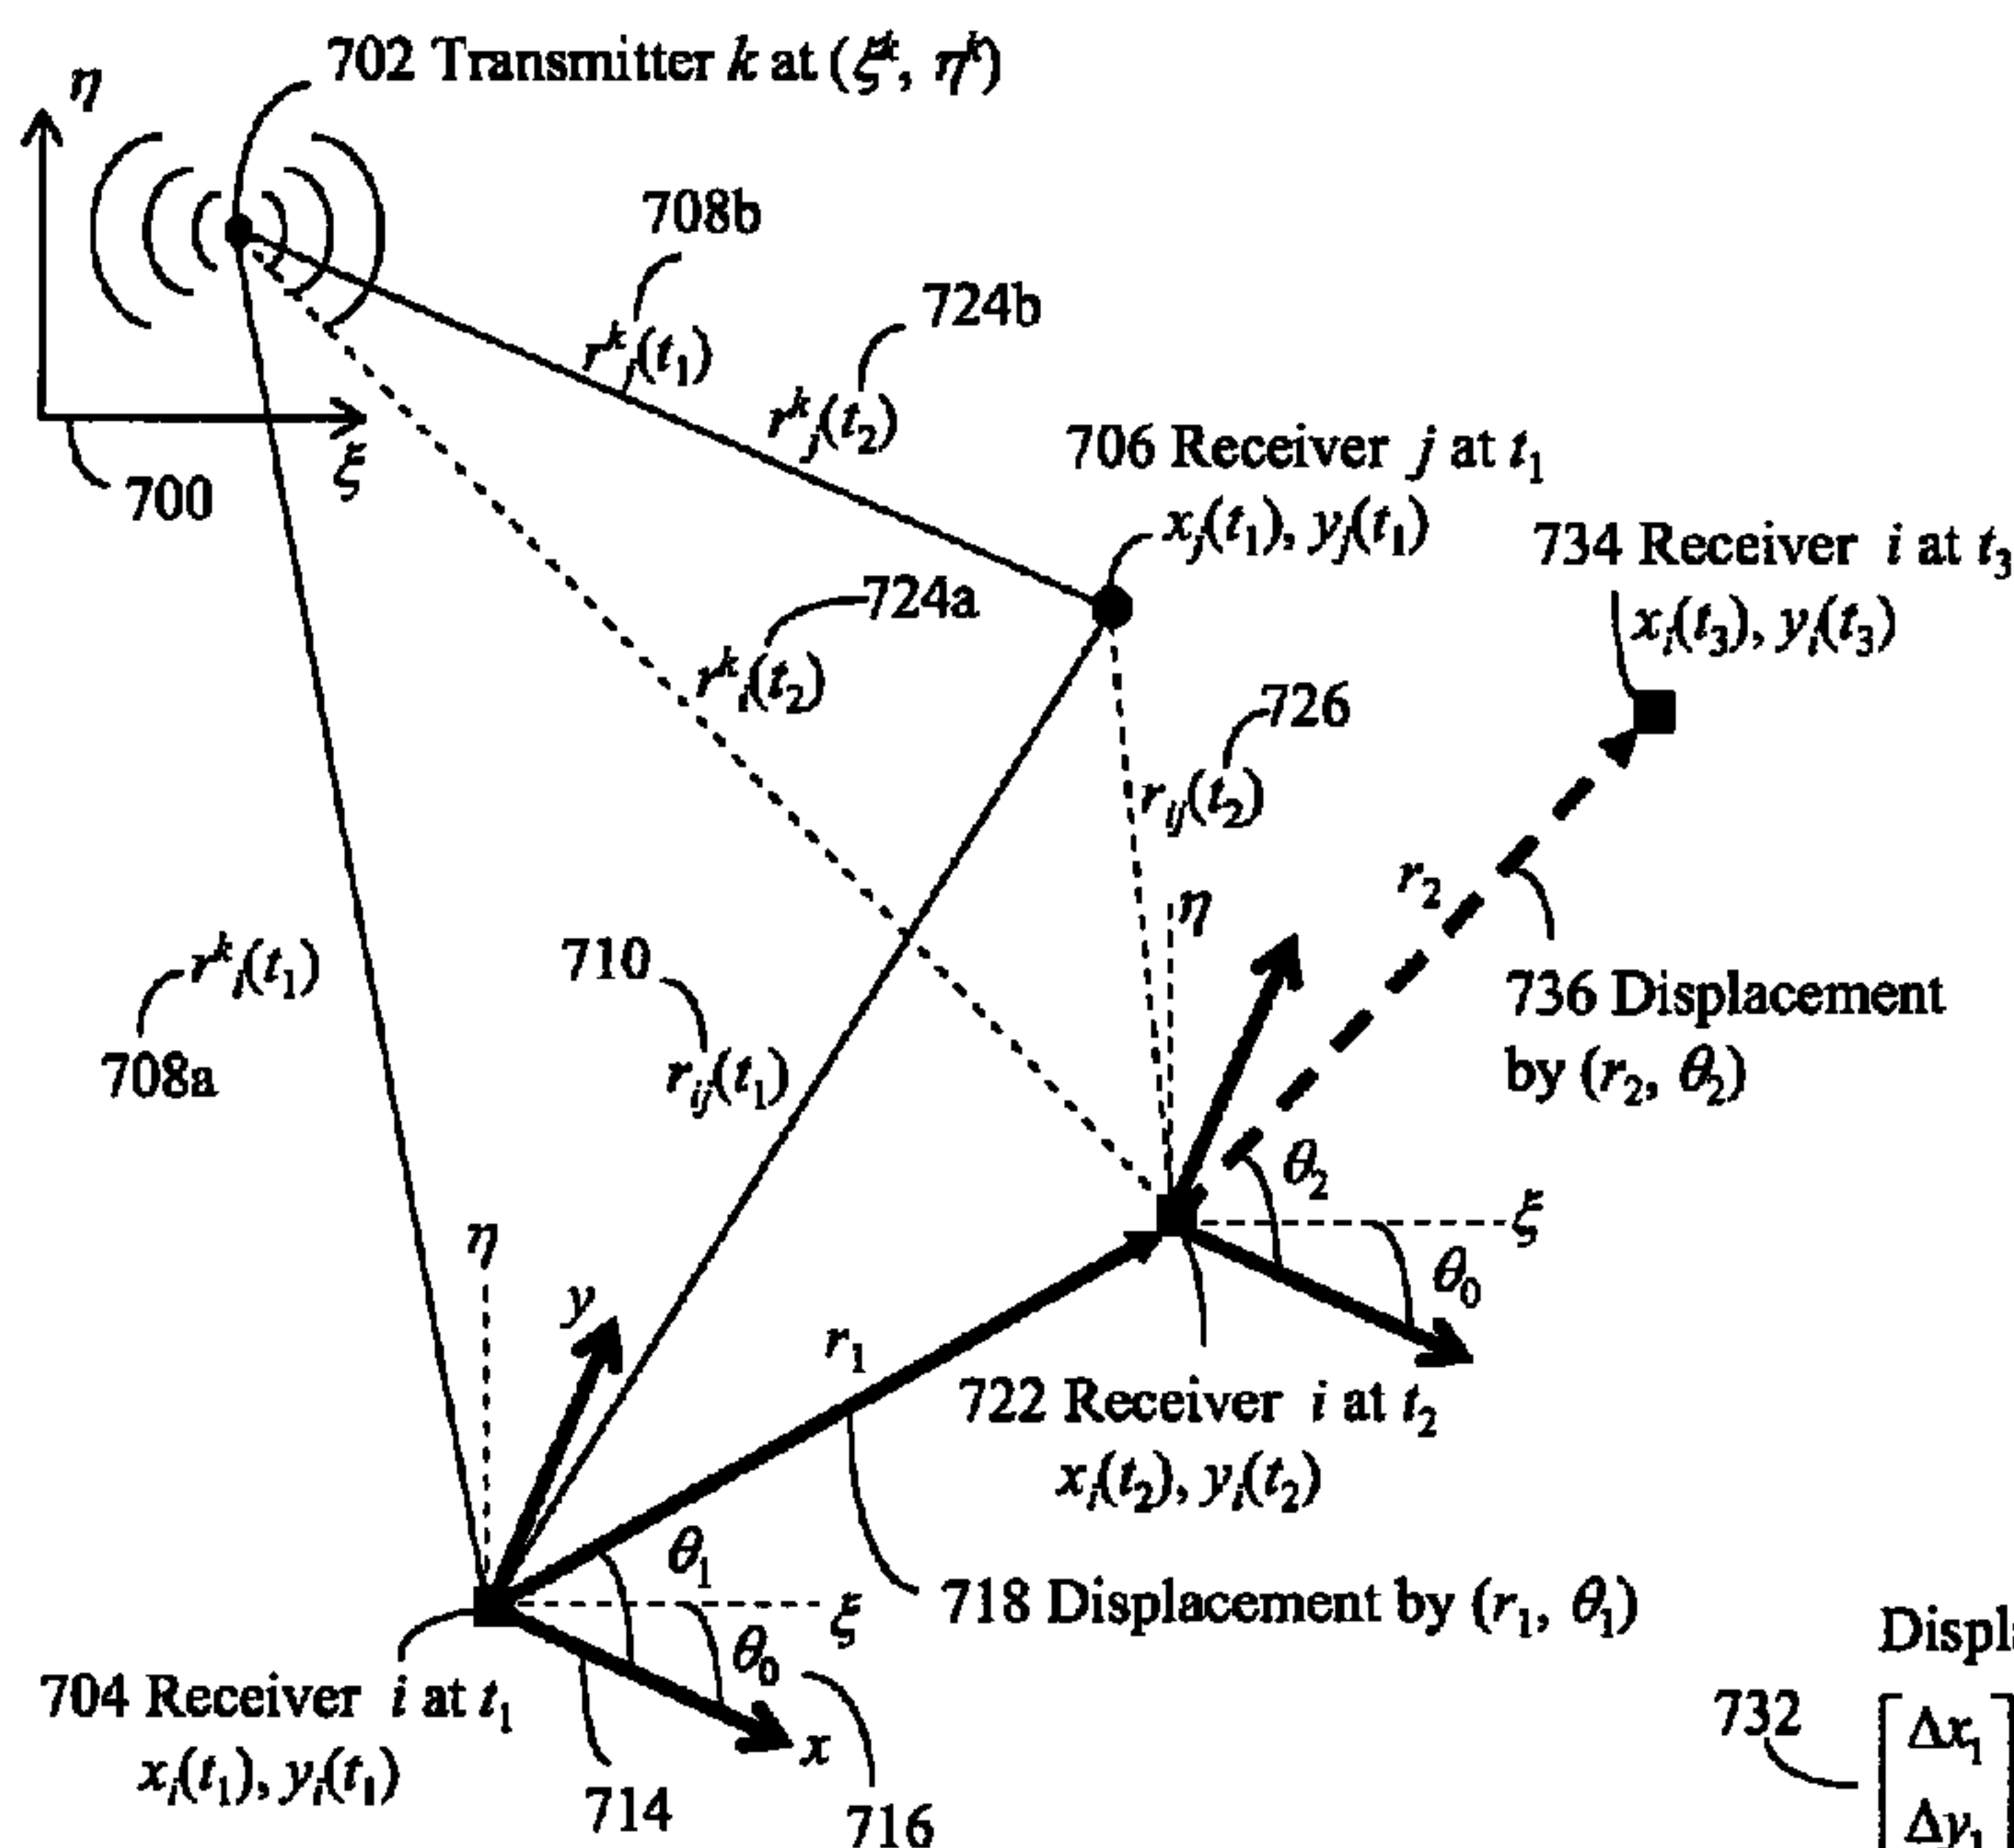 702 Transmitter k at (ξᵏ, ηᵏ)
η
708b
724b
rᵏⱼ(t₁)
rᵏⱼ(t₂)
ξ
700
706 Receiver j at t₁
xⱼ(t₁), yⱼ(t₁)
734 Receiver i at t₃
xᵢ(t₃), yᵢ(t₃)
724a
rᵏᵢ(t₂)
726
rᵢⱼ(t₂)
r₂
η
710
rᵏᵢ(t₁)
736 Displacement
by (r₂, θ₂)
708a
rᵢⱼ(t₁)
θ₂
ξ
η
θ₀
y
r₁
722 Receiver i at t₂
xᵢ(t₂), yᵢ(t₂)
θ₁
ξ
718 Displacement by (r₁, θ₁)
θ₀
704 Receiver i at t₁
xᵢ(t₁), yᵢ(t₁)
x
714
716
732
Δx₁
Δy₁